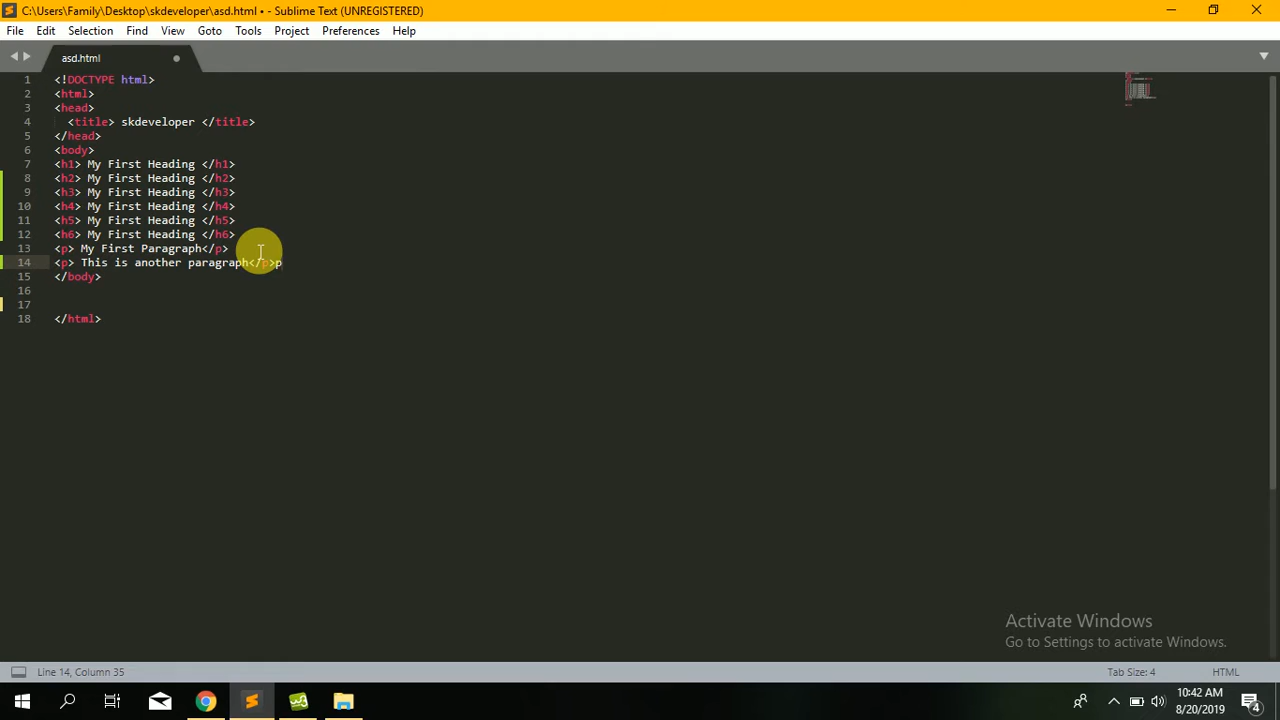 C:\Users\Family\Desktop\skdeveloper\asd.html • - Sublime Text (UNREGISTERED)
File Edit Selection Find View Goto Tools Project Preferences Help
asd.html
1 <!DOCTYPE html>
2 <html>
3 <head>
4 <title> skdeveloper </title>
5 </head>
6 <body>
7 <h1> My First Heading </h1>
8 <h2> My First Heading </h2>
9 <h3> My First Heading </h3>
10 <h4> My First Heading </h4>
11 <h5> My First Heading </h5>
12 <h6> My First Heading </h6>
13 <p> My First Paragraph</p>
14 <p> This is another paragraph</p>p
15 </body>
16
17
18 </html>
Activate Windows
Go to Settings to activate Windows.
Line 14, Column 35 Tab Size: 4 HTML
10:42 AM
8/20/2019
4